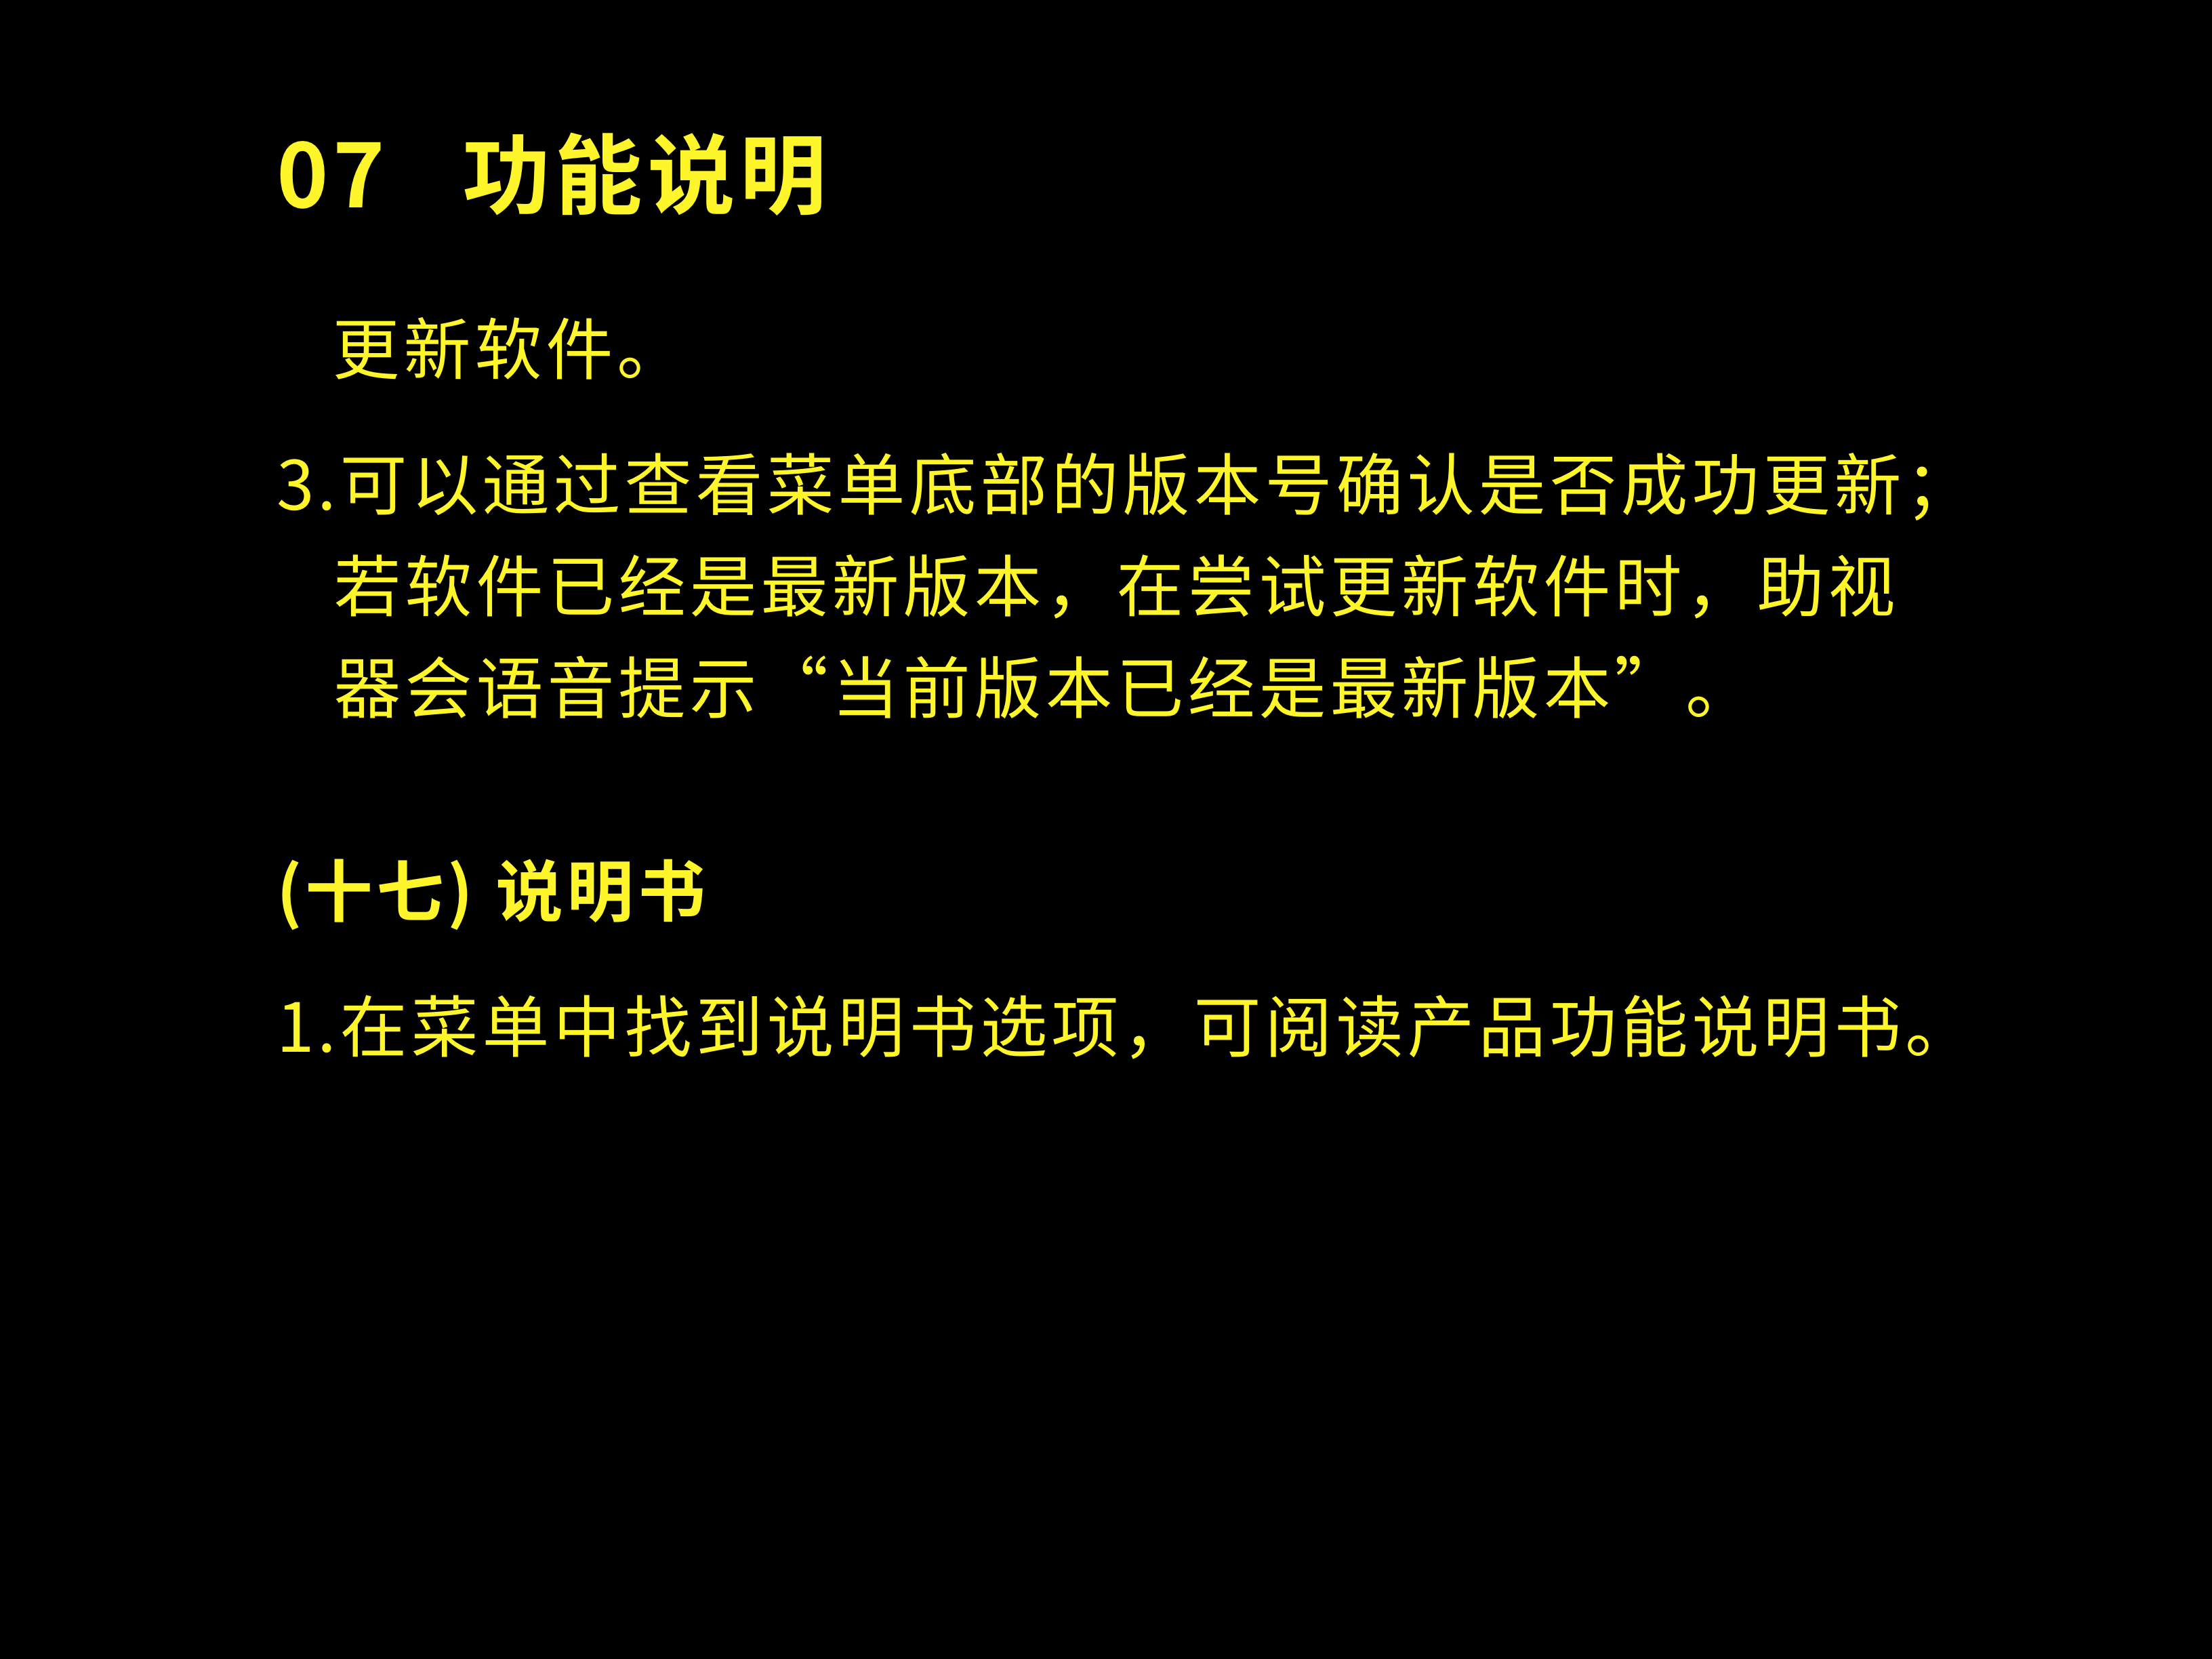 07 功能说明
更新软件。
3.可以通过查看菜单底部的版本号确认是否成功更新；
若软件已经是最新版本，在尝试更新软件时，助视
器会语音提示“当前版本已经是最新版本”。
(十七) 说明书
1.在菜单中找到说明书选项，可阅读产品功能说明书。